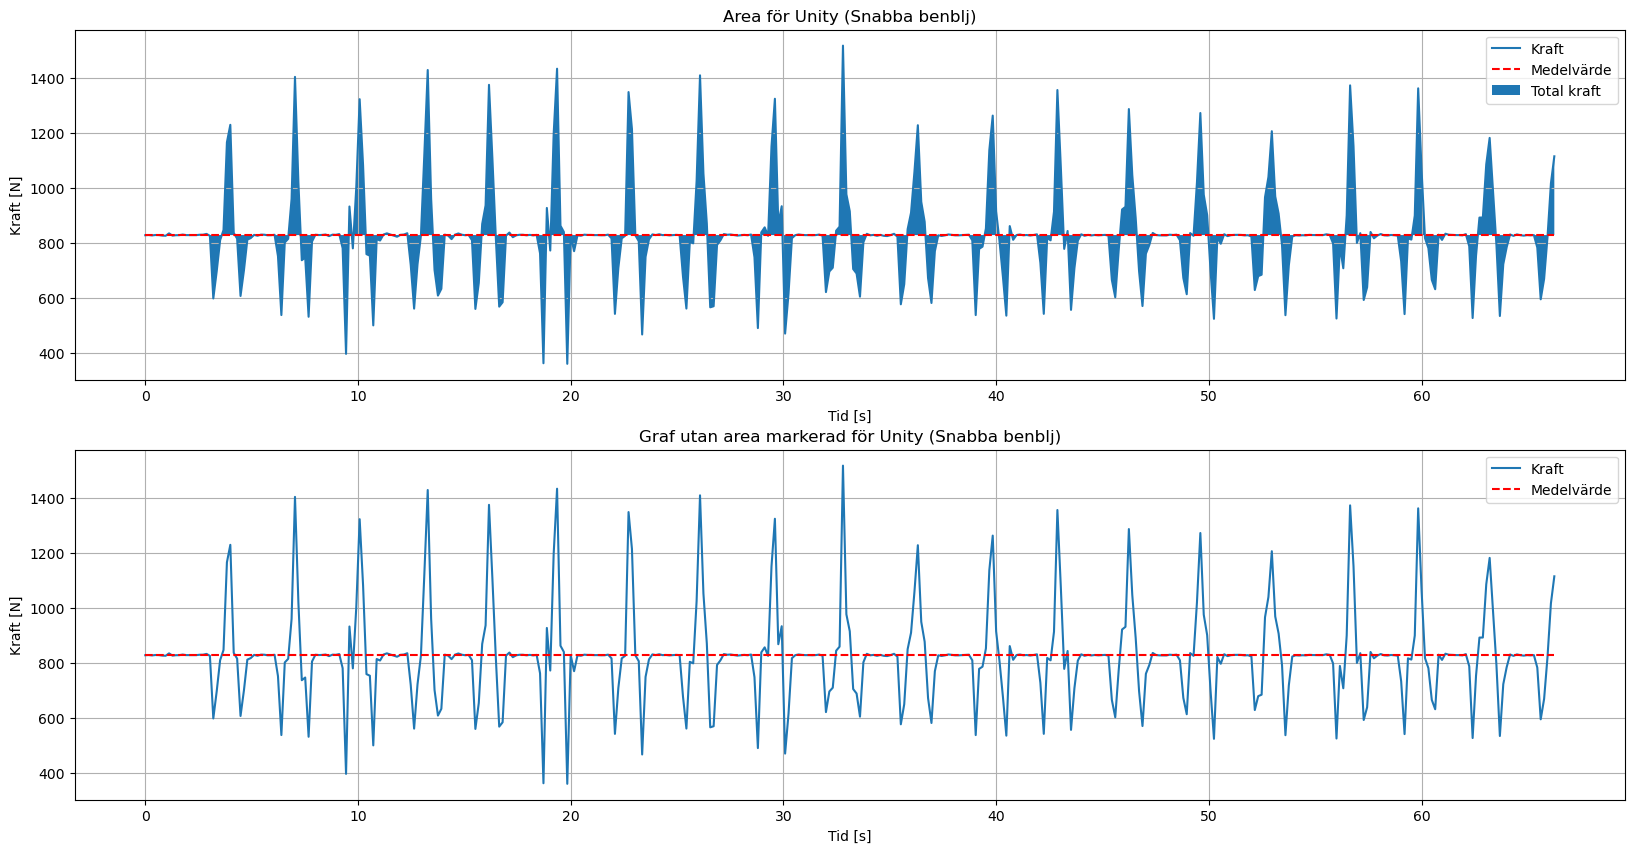 Area för Unity (Snabba benblj)
Kraft [N]
1400
1200
1000
800
600
400
Kraft
Medelvärde
Total kraft
0 10 20 30 40 50 60
Tid [s]
Graf utan area markerad för Unity (Snabba benblj)
Kraft [N]
1400
1200
1000
800
600
400
Kraft
Medelvärde
0 10 20 30 40 50 60
Tid [s]